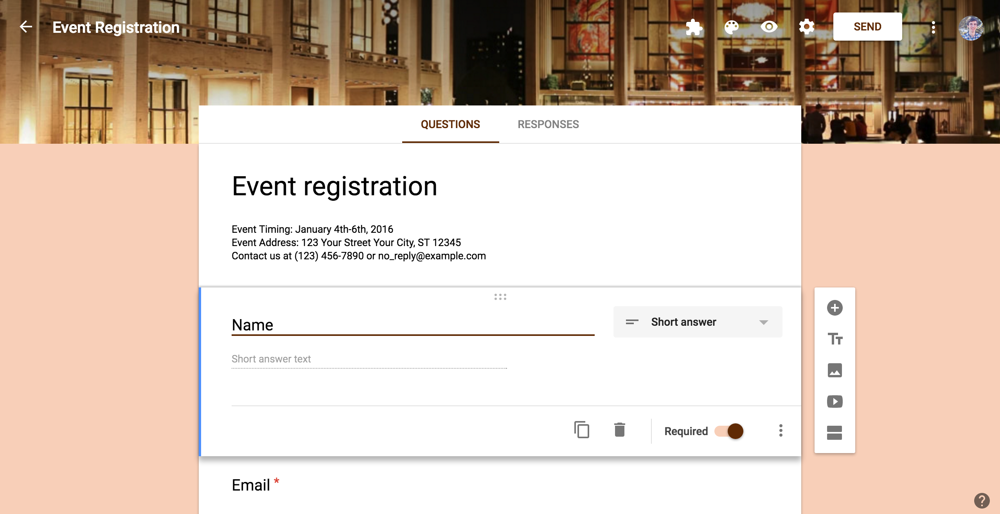 Event Registration
SEND
QUESTIONS
RESPONSES
Event registration
Event Timing: January 4th-6th, 2016
Event Address: 123 Your Street Your City, ST 12345
Contact us at (123) 456-7890 or no_reply@example.com
Name
Short answer
Short answer text
Required
Email *